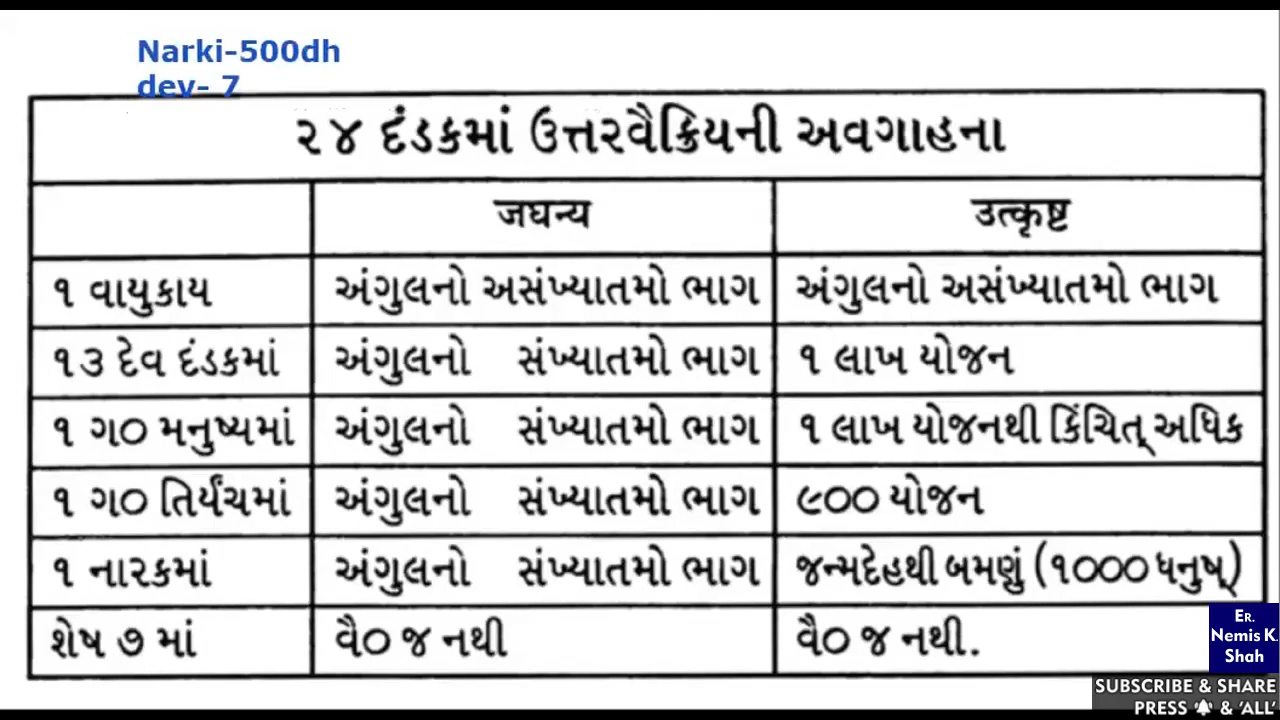 Narki-500dh
dev- 7
૨૪ દંડકમાં ઉત્તરવૈક્રિયની અવગાહના
જઘન્ય ઉત્કૃષ્ટ
૧ વાયુકાય અંગુલનો અસંખ્યાતમો ભાગ અંગુલનો અસંખ્યાતમો ભાગ
૧૩ દેવ દંડકમાં અંગુલનો સંખ્યાતમો ભાગ ૧ લાખ યોજન
૧ ગ૦ મનુષ્યમાં અંગુલનો સંખ્યાતમો ભાગ ૧ લાખ યોજનથી કિંચિત્ અધિક
૧ ગ૦ તિર્યંચમાં અંગુલનો સંખ્યાતમો ભાગ ૯૦૦ યોજન
૧ નારકમાં અંગુલનો સંખ્યાતમો ભાગ જન્મદેહથી બમણું (૧૦૦૦ ધનુષ્)
શેષ ૭ માં વૈ૦ જ નથી વૈ૦ જ નથી.
ER.
Nemis K.
Shah
SUBSCRIBE & SHARE
PRESS 🔔 & 'ALL'